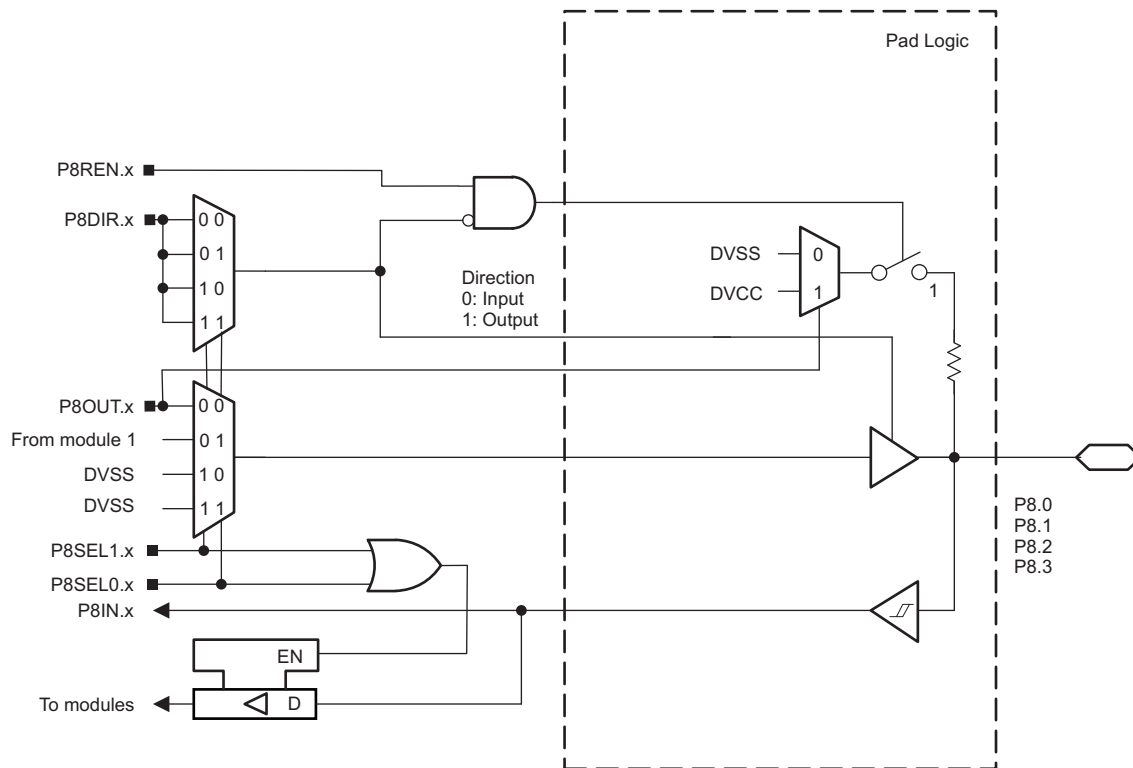 Pad Logic
P8REN.x
P8DIR.x
0 0
0 1
1 0
1 1
Direction
0: Input
1: Output
DVSS
0
DVCC
1
1
P8OUT.x
0 0
From module 1
0 1
DVSS
1 0
DVSS
1 1
P8.0
P8.1
P8.2
P8.3
P8SEL1.x
P8SEL0.x
P8IN.x
EN
To modules
D